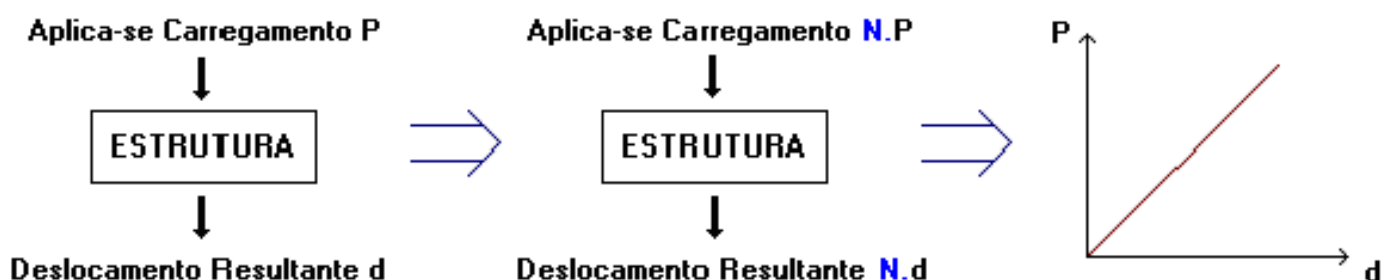 Aplica-se Carregamento P
ESTRUTURA
Deslocamento Resultante d
Aplica-se Carregamento N.P
ESTRUTURA
Deslocamento Resultante N.d
P
d